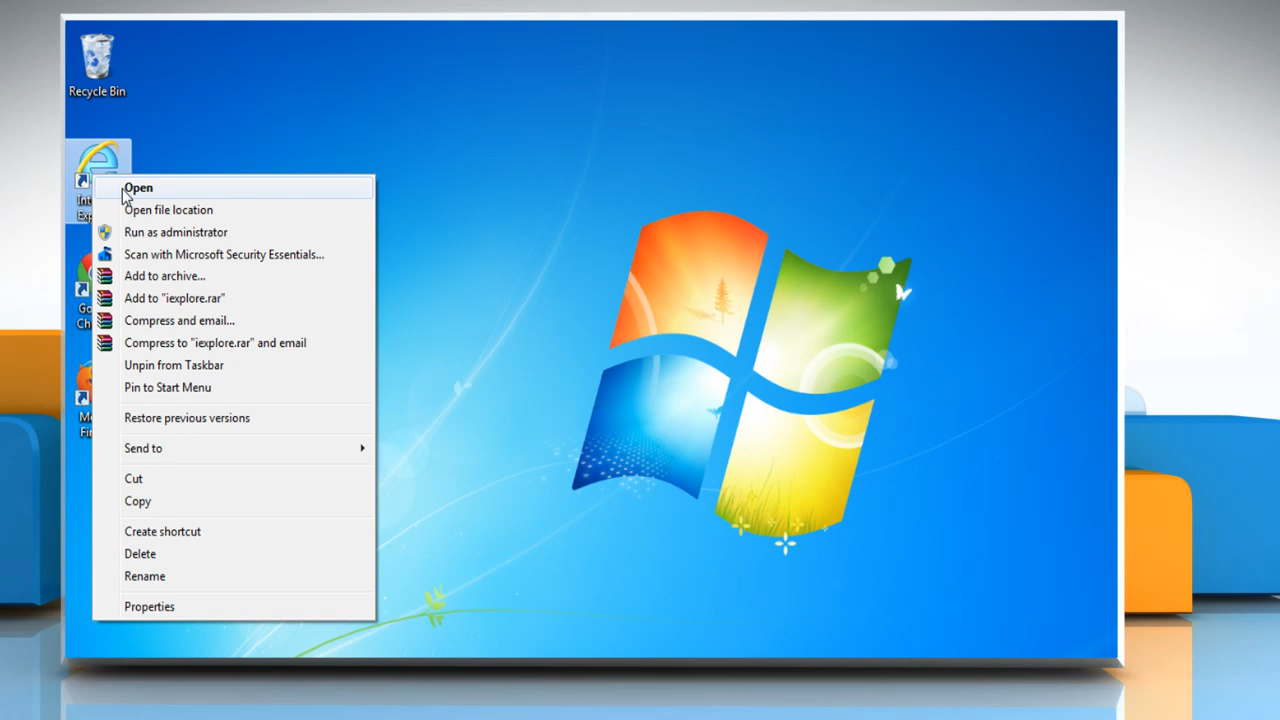 Recycle Bin
Open
Open file location
Run as administrator
Scan with Microsoft Security Essentials...
Add to archive...
Add to "iexplore.rar"
Compress and email...
Compress to "iexplore.rar" and email
Unpin from Taskbar
Pin to Start Menu
Restore previous versions
Send to
Cut
Copy
Create shortcut
Delete
Rename
Properties